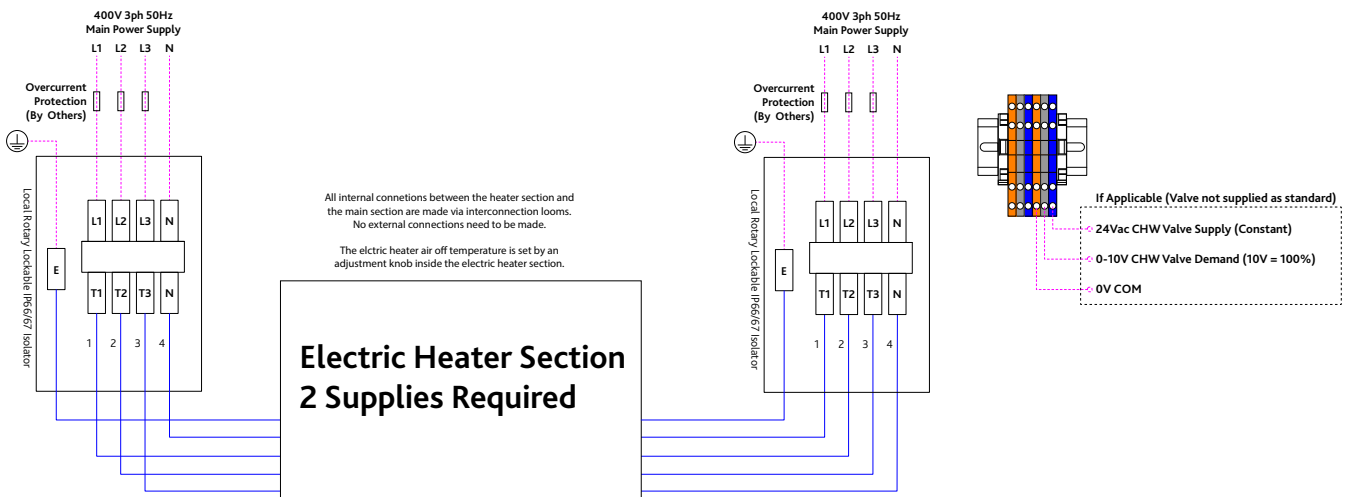 400V 3ph 50Hz
Main Power Supply
L1 L2 L3 N
Overcurrent
Protection
(By Others)
Local Rotary Lockable IP66/67 Isolator
L1 L2 L3 N
E
T1 T2 T3 N
1 2 3 4
All internal connetions between the heater section and
the main section are made via interconnection looms.
No external connections need to be made.
The elctric heater air off temperature is set by an
adjustment knob inside the electric heater section.
Electric Heater Section
2 Supplies Required
400V 3ph 50Hz
Main Power Supply
L1 L2 L3 N
Overcurrent
Protection
(By Others)
Local Rotary Lockable IP66/67 Isolator
L1 L2 L3 N
E
T1 T2 T3 N
1 2 3 4
If Applicable (Valve not supplied as standard)
24Vac CHW Valve Supply (Constant)
0-10V CHW Valve Demand (10V = 100%)
0V COM